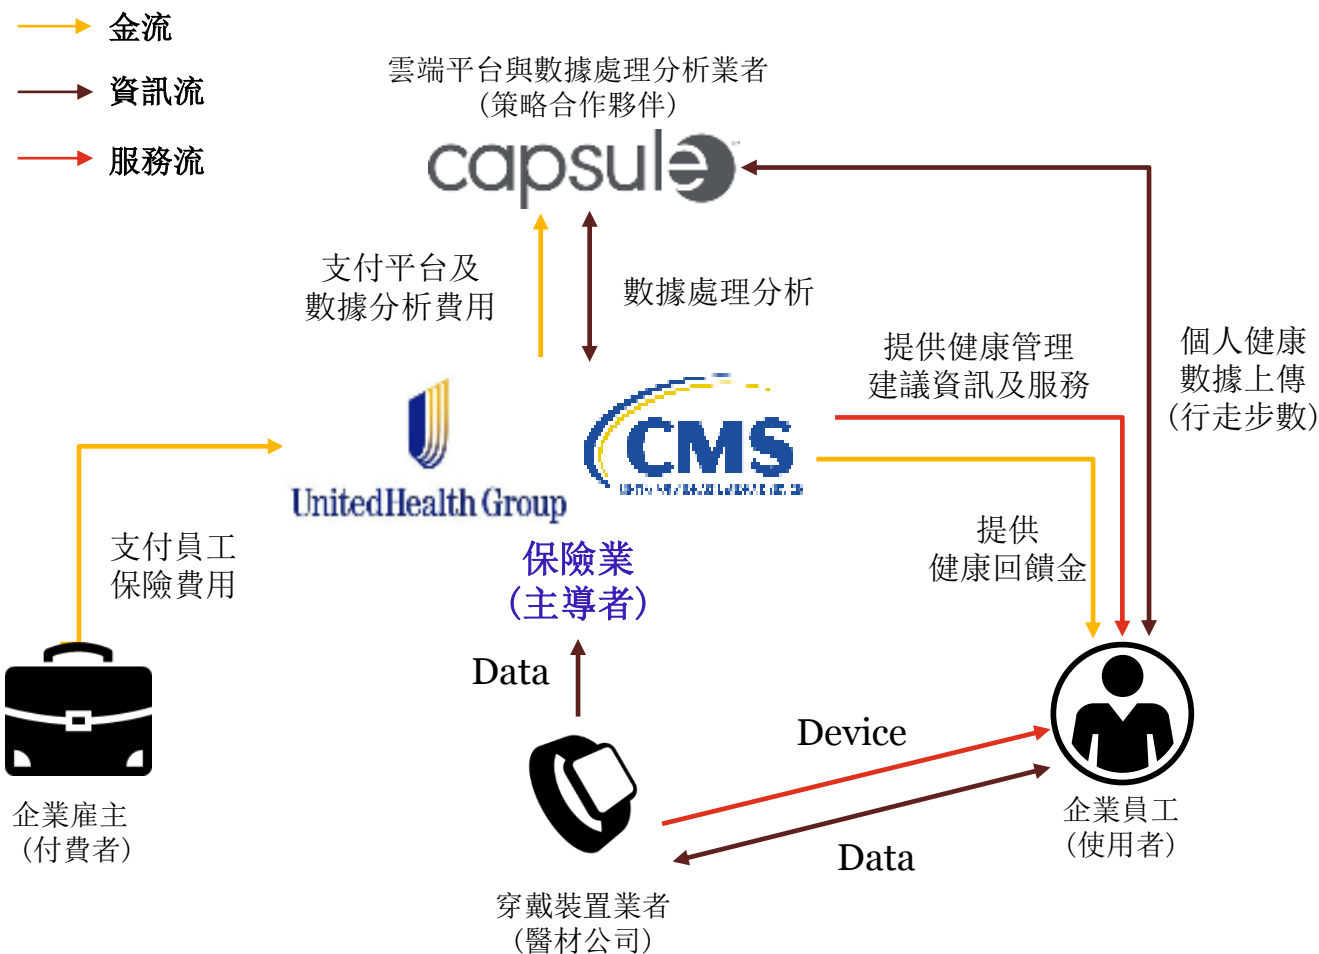 金流
資訊流
服務流
雲端平台與數據處理分析業者
(策略合作夥伴)
capsule
支付平台及
數據分析費用
數據處理分析
提供健康管理
建議資訊及服務
個人健康
數據上傳
(行走步數)
UnitedHealth Group
CMS
保險業
(主導者)
支付員工
保險費用
提供
健康回饋金
Data
Device
Data
企業雇主
(付費者)
企業員工
(使用者)
穿戴裝置業者
(醫材公司)